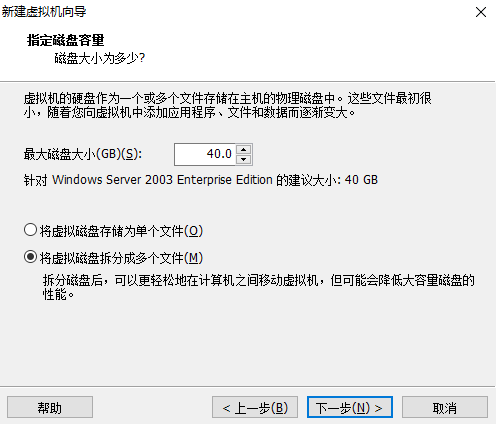 新建虚拟机向导
指定磁盘容量
磁盘大小为多少?
虚拟机的硬盘作为一个或多个文件存储在主机的物理磁盘中。这些文件最初很
小，随着您向虚拟机中添加应用程序、文件和数据而逐渐变大。
最大磁盘大小(GB)(S): 40.0
针对 Windows Server 2003 Enterprise Edition 的建议大小: 40 GB
将虚拟磁盘存储为单个文件(O)
将虚拟磁盘拆分成多个文件(M)
拆分磁盘后，可以更轻松地在计算机之间移动虚拟机，但可能会降低大容量磁盘的
性能。
帮助 < 上一步(B) 下一步(N) > 取消